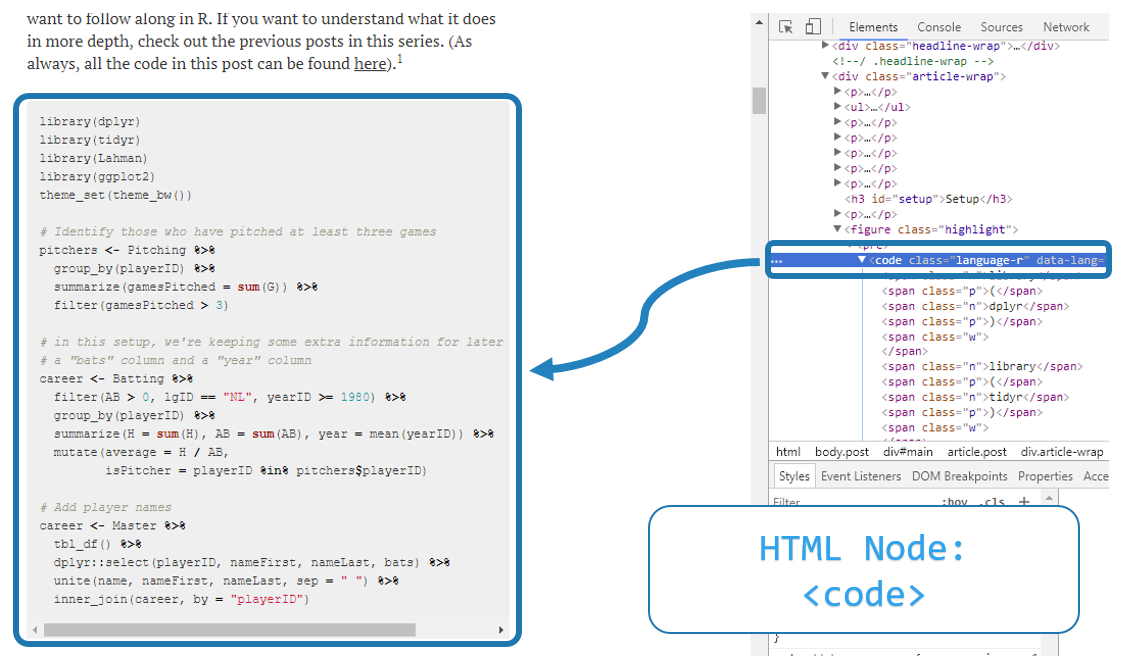 want to follow along in R. If you want to understand what it does
in more depth, check out the previous posts in this series. (As
always, all the code in this post can be found here).1
library(dplyr)
library(tidyr)
library(Lahman)
library(ggplot2)
theme_set(theme_bw())
# Identify those who have pitched at least three games
pitchers <- Pitching %>%
  group_by(playerID) %>%
  summarize(gamesPitched = sum(G)) %>%
  filter(gamesPitched > 3)
# in this setup, we're keeping some extra information for later
# a "bats" column and a "year" column
career <- Batting %>%
  filter(AB > 0, lgID == "NL", yearID >= 1980) %>%
  group_by(playerID) %>%
  summarize(H = sum(H), AB = sum(AB), year = mean(yearID)) %>%
  mutate(average = H / AB,
         isPitcher = playerID %in% pitchers$playerID)
# Add player names
career <- Master %>%
  tbl_df() %>%
  dplyr::select(playerID, nameFirst, nameLast, bats) %>%
  unite(name, nameFirst, nameLast, sep = " ") %>%
  inner_join(career, by = "playerID")
Elements Console Sources Network
<div class="headline-wrap">…</div>
<!--/ .headline-wrap -->
<div class="article-wrap">
<p>…</p>
<ul>…</ul>
<p>…</p>
<p>…</p>
<p>…</p>
<p>…</p>
<p>…</p>
<h3 id="setup">Setup</h3>
<p>…</p>
<figure class="highlight">
… <code class="language-r" data-lang=
<span class="p">(</span>
<span class="n">dplyr</span>
<span class="p">)</span>
<span class="w">
</span>
<span class="n">library</span>
<span class="p">(</span>
<span class="n">tidyr</span>
<span class="p">)</span>
<span class="w">
html body.post div#main article.post div.article-wrap
Styles Event Listeners DOM Breakpoints Properties Acce
Filter :hov .cls +
HTML Node:
<code>
}